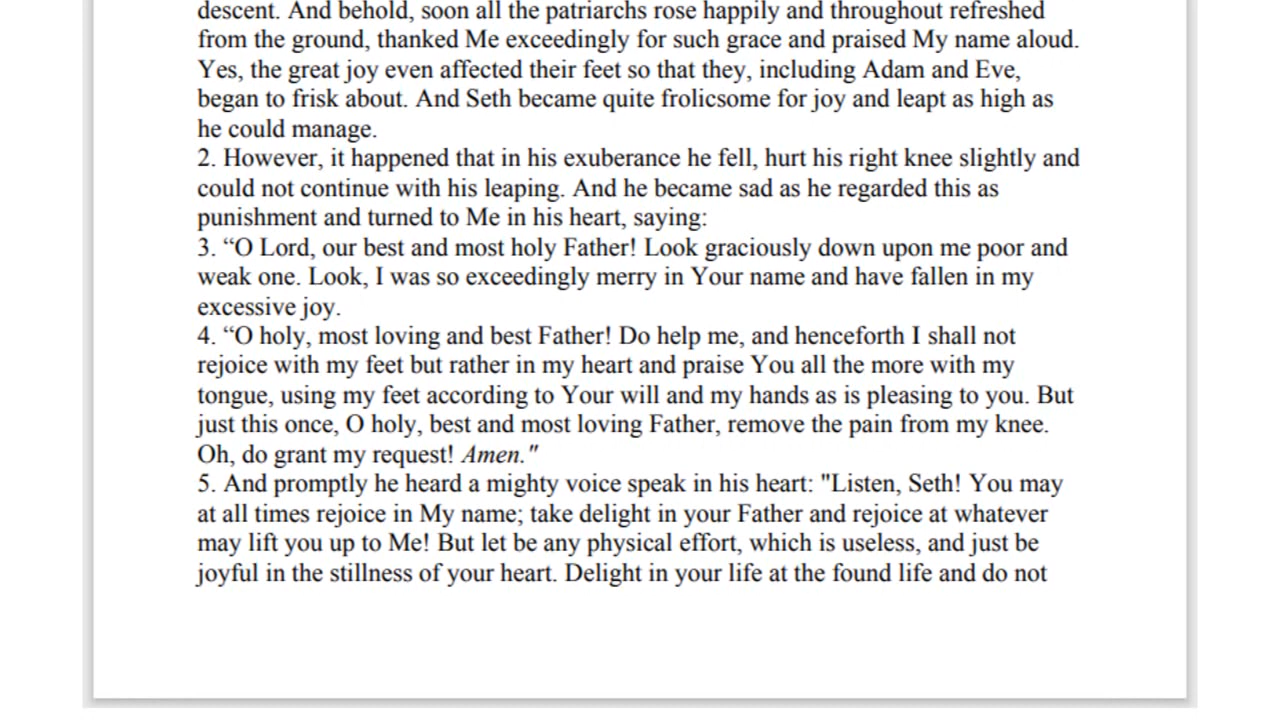 descent. And behold, soon all the patriarchs rose happily and throughout refreshed
from the ground, thanked Me exceedingly for such grace and praised My name aloud.
Yes, the great joy even affected their feet so that they, including Adam and Eve,
began to frisk about. And Seth became quite frolicsome for joy and leapt as high as
he could manage.
2. However, it happened that in his exuberance he fell, hurt his right knee slightly and
could not continue with his leaping. And he became sad as he regarded this as
punishment and turned to Me in his heart, saying:
3. “O Lord, our best and most holy Father! Look graciously down upon me poor and
weak one. Look, I was so exceedingly merry in Your name and have fallen in my
excessive joy.
4. “O holy, most loving and best Father! Do help me, and henceforth I shall not
rejoice with my feet but rather in my heart and praise You all the more with my
tongue, using my feet according to Your will and my hands as is pleasing to you. But
just this once, O holy, best and most loving Father, remove the pain from my knee.
Oh, do grant my request! Amen."
5. And promptly he heard a mighty voice speak in his heart: "Listen, Seth! You may
at all times rejoice in My name; take delight in your Father and rejoice at whatever
may lift you up to Me! But let be any physical effort, which is useless, and just be
joyful in the stillness of your heart. Delight in your life at the found life and do not